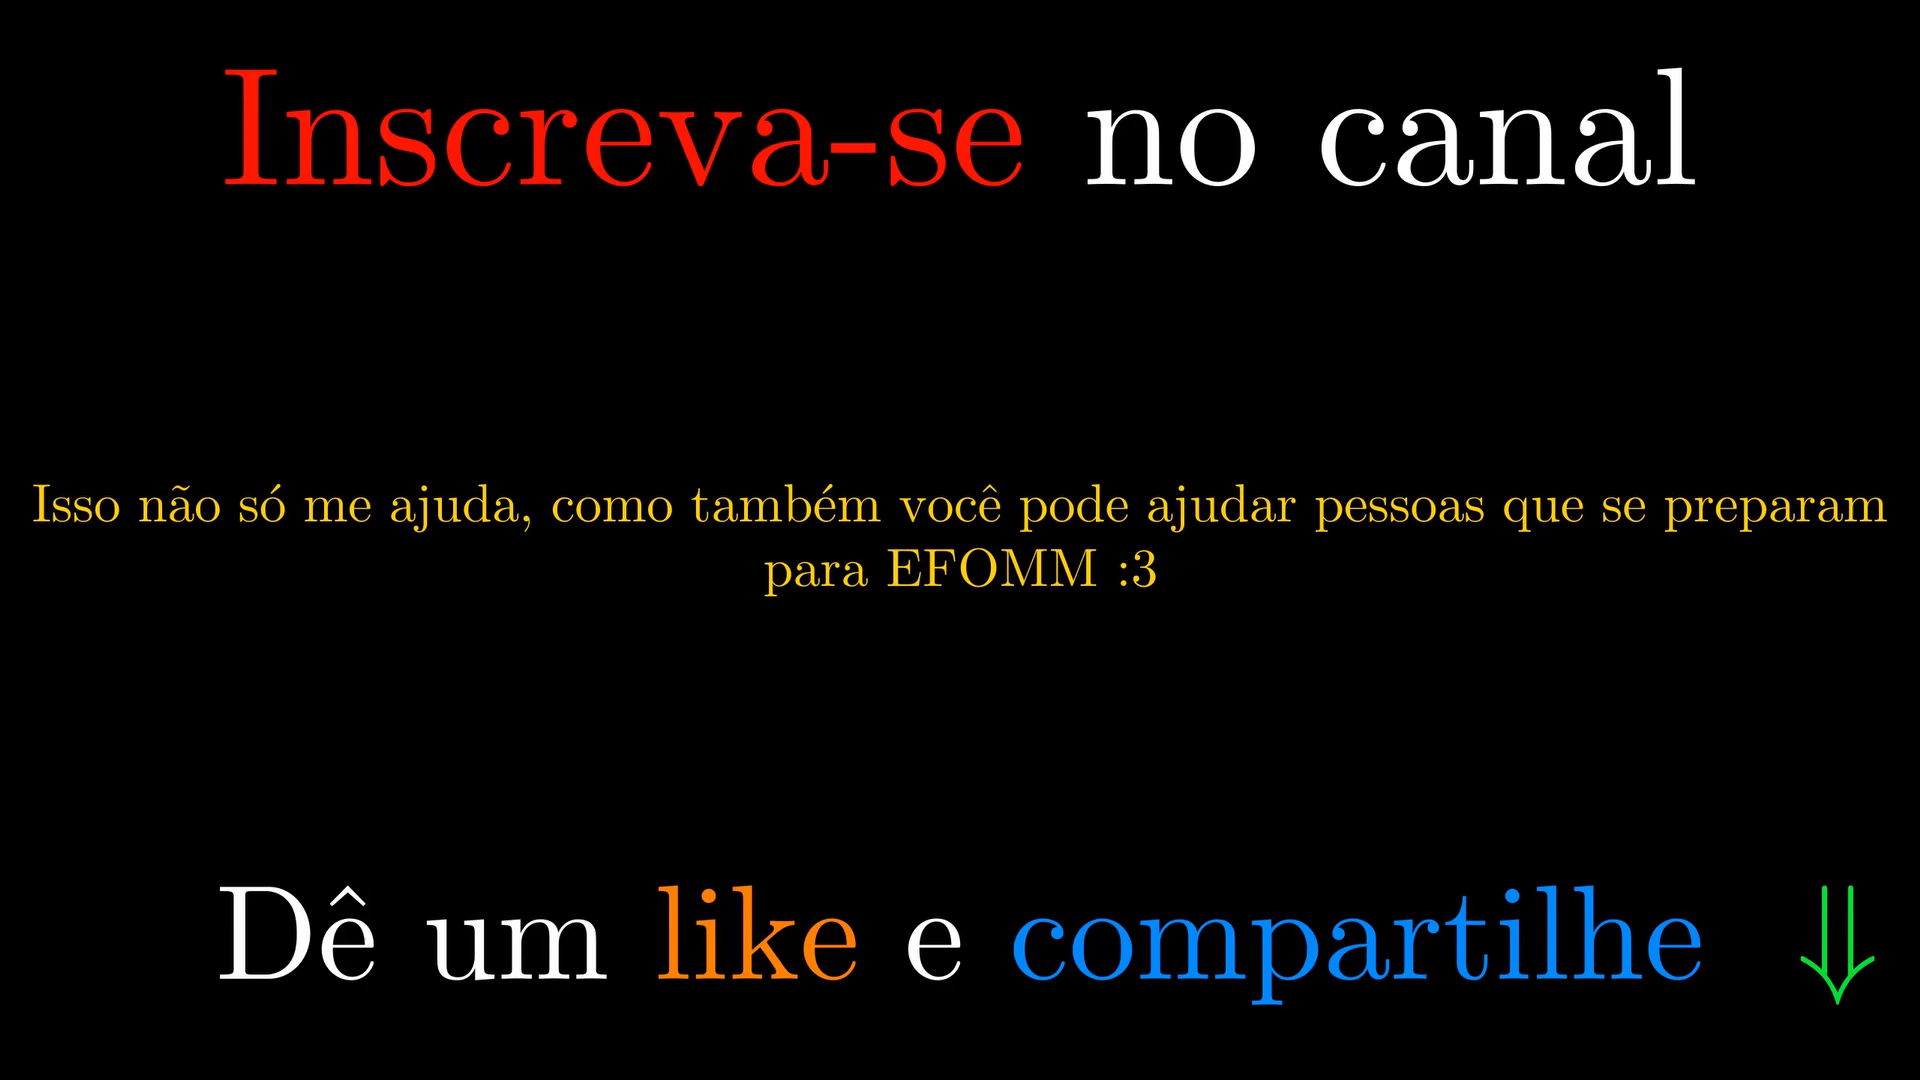 Inscreva-se no canal
Isso não só me ajuda, como também você pode ajudar pessoas que se preparam
para EFOMM :3
Dê um like e compartilhe ⇓